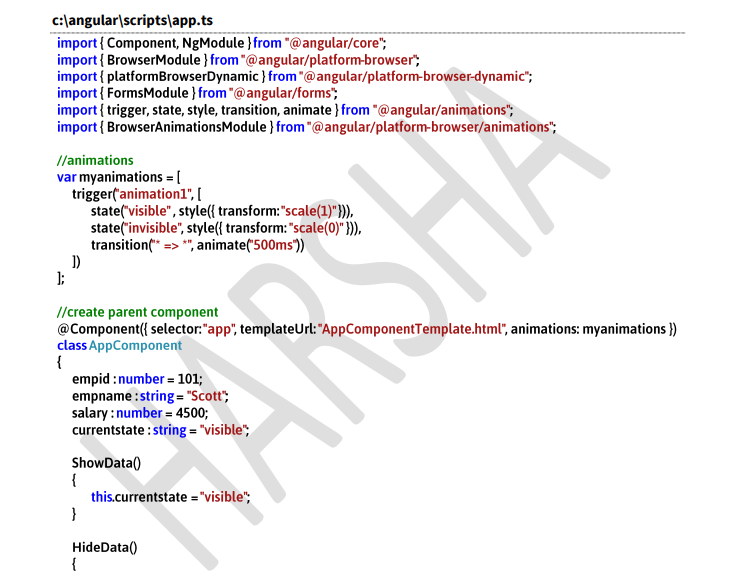 c:\angular\scripts\app.ts
import { Component, NgModule } from "@angular/core";
import { BrowserModule } from "@angular/platform-browser";
import { platformBrowserDynamic } from "@angular/platform-browser-dynamic";
import { FormsModule } from "@angular/forms";
import { trigger, state, style, transition, animate } from "@angular/animations";
import { BrowserAnimationsModule } from "@angular/platform-browser/animations";
//animations
var myanimations = [
trigger("animation1", [
state("visible" , style({ transform: "scale(1)" })),
state("invisible", style({ transform: "scale(0)" })),
transition("* => *", animate("500ms"))
])
];
//create parent component
@Component({ selector: "app", templateUrl: "AppComponentTemplate.html", animations: myanimations })
class AppComponent
{
empid : number = 101;
empname : string = "Scott";
salary : number = 4500;
currentstate : string = "visible";
ShowData()
{
this.currentstate = "visible";
}
HideData()
{
HARSHA